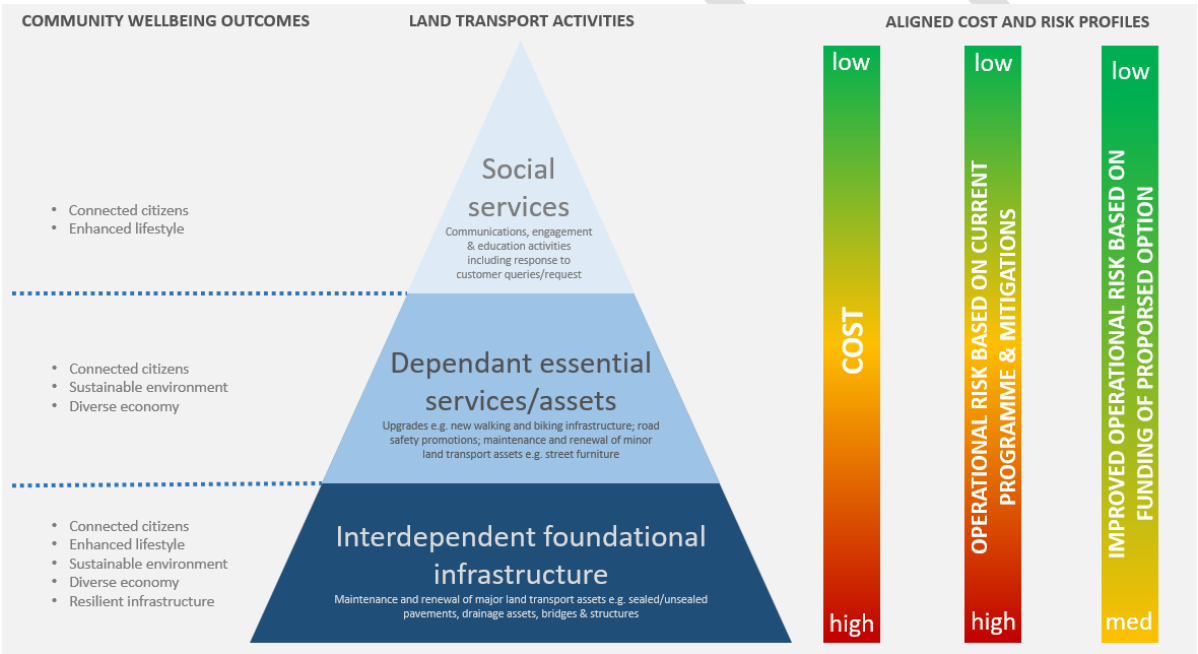 COMMUNITY WELLBEING OUTCOMES
LAND TRANSPORT ACTIVITIES
ALIGNED COST AND RISK PROFILES
• Connected citizens
• Enhanced lifestyle
Social
services
Communications, engagement
& education activities
including response to
customer queries/request
• Connected citizens
• Sustainable environment
• Diverse economy
Dependant essential
services/assets
Upgrades e.g. new walking and biking infrastructure; road
safety promotions; maintenance and renewal of minor
land transport assets e.g. street furniture
• Connected citizens
• Enhanced lifestyle
• Sustainable environment
• Diverse economy
• Resilient infrastructure
Interdependent foundational
infrastructure
Maintenance and renewal of major land transport assets e.g. sealed/unsealed
pavements, drainage assets, bridges & structures
low
COST
high
low
OPERATIONAL RISK BASED ON CURRENT
PROGRAMME & MITIGATIONS
high
low
IMPROVED OPERATIONAL RISK BASED ON
FUNDING OF PROPORSED OPTION
med